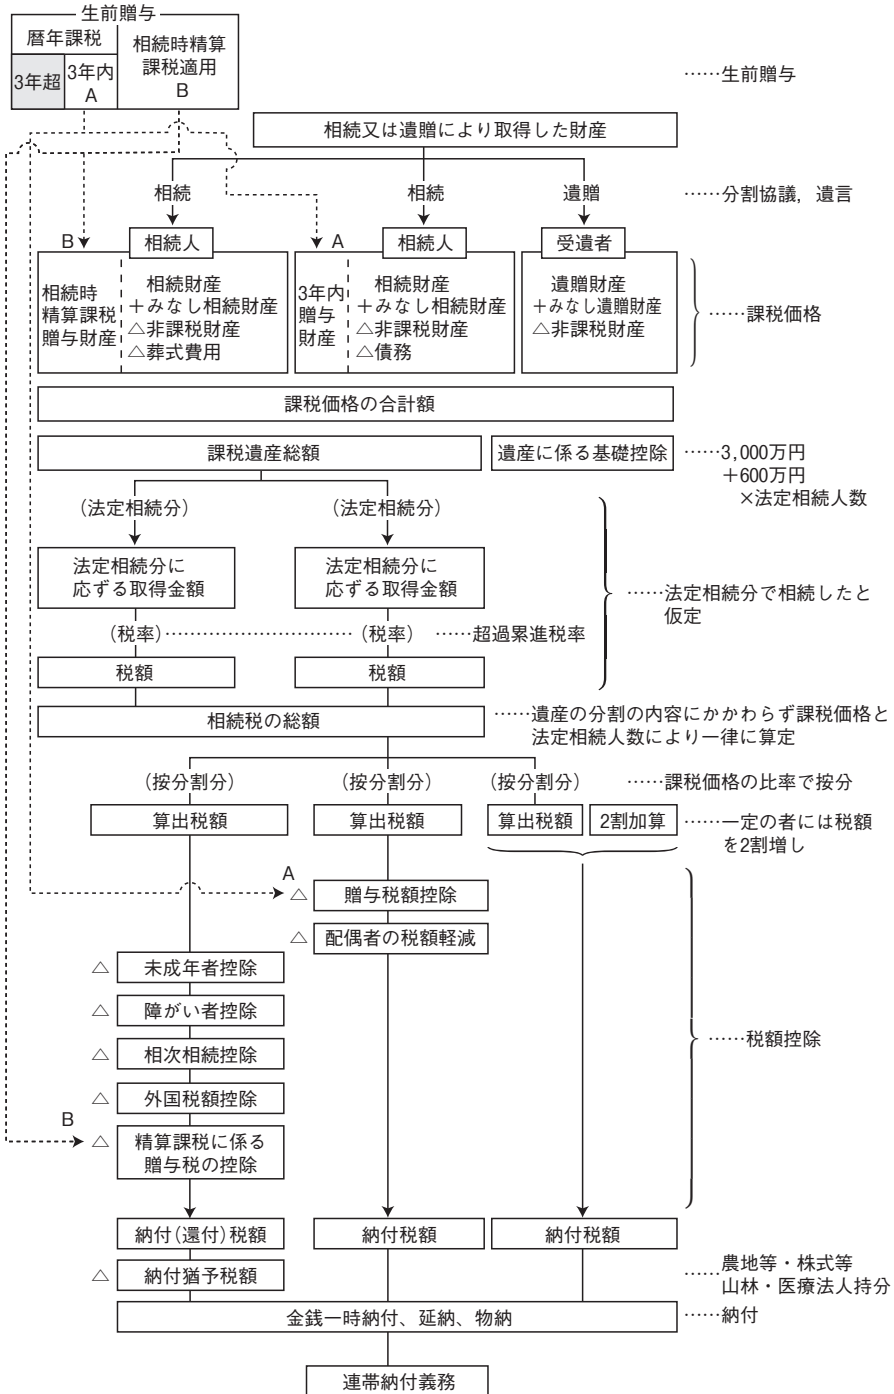 生前贈与
暦年課税
相続時精算
課税適用
B
3年超
3年内
A
……生前贈与
相続又は遺贈により取得した財産
相続
相続
遺贈
……分割協議，遺言
B
相続人
A
相続人
受遺者
相続時
精算課税
贈与財産
相続財産
＋みなし相続財産
△非課税財産
△葬式費用
3年内
贈与
財産
相続財産
＋みなし相続財産
△非課税財産
△債務
遺贈財産
＋みなし遺贈財産
△非課税財産
……課税価格
課税価格の合計額
課税遺産総額
遺産に係る基礎控除
……3,000万円
＋600万円
×法定相続人数
（法定相続分）
（法定相続分）
法定相続分に
応ずる取得金額
法定相続分に
応ずる取得金額
……法定相続分で相続したと
仮定
（税率）…………………………（税率）
……超過累進税率
税額
税額
相続税の総額
……遺産の分割の内容にかかわらず課税価格と
法定相続人数により一律に算定
（按分割分）
（按分割分）
（按分割分）
……課税価格の比率で按分
算出税額
算出税額
算出税額
2割加算
……一定の者には税額
を2割増し
A
△
贈与税額控除
△
配偶者の税額軽減
△
未成年者控除
△
障がい者控除
△
相次相続控除
……税額控除
△
外国税額控除
B
△
精算課税に係る
贈与税の控除
納付（還付）税額
納付税額
納付税額
△
納付猶予税額
……農地等・株式等
山林・医療法人持分
金銭一時納付、延納、物納
……納付
連帯納付義務